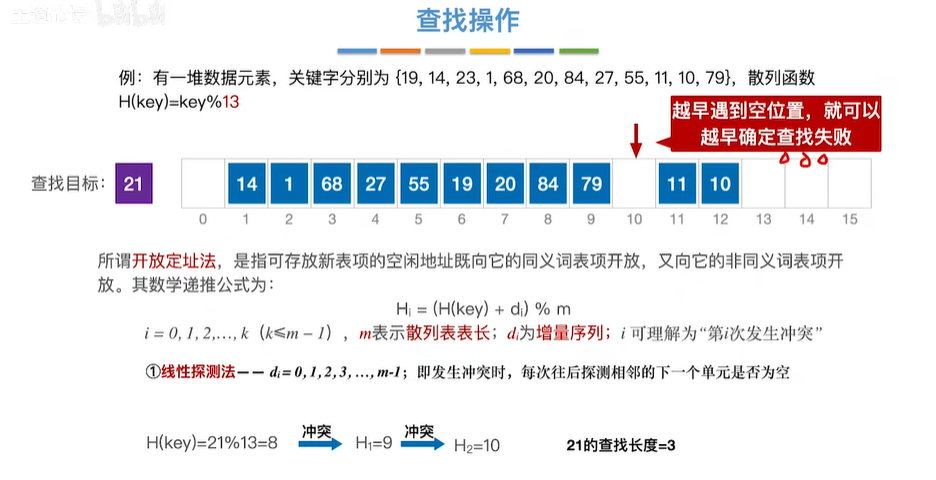 查找操作
例：有一堆数据元素，关键字分别为 {19, 14, 23, 1, 68, 20, 84, 27, 55, 11, 10, 79}，散列函数
H(key)=key%13
越早遇到空位置，就可以
越早确定查找失败
查找目标： 21
14 1 68 27 55 19 20 84 79 11 10
0 1 2 3 4 5 6 7 8 9 10 11 12 13 14 15
所谓开放定址法，是指可存放新表项的空闲地址既向它的同义词表项开放，又向它的非同义词表项开
放。其数学递推公式为：
Hᵢ = (H(key) + dᵢ) % m
i = 0, 1, 2,…, k（k≤m – 1），m表示散列表表长；dᵢ为增量序列；i 可理解为“第i次发生冲突”
①线性探测法—— dᵢ = 0, 1, 2, 3, …, m-1；即发生冲突时，每次往后探测相邻的下一个单元是否为空
H(key)=21%13=8 冲突 H₁=9 冲突 H₂=10 21的查找长度=3